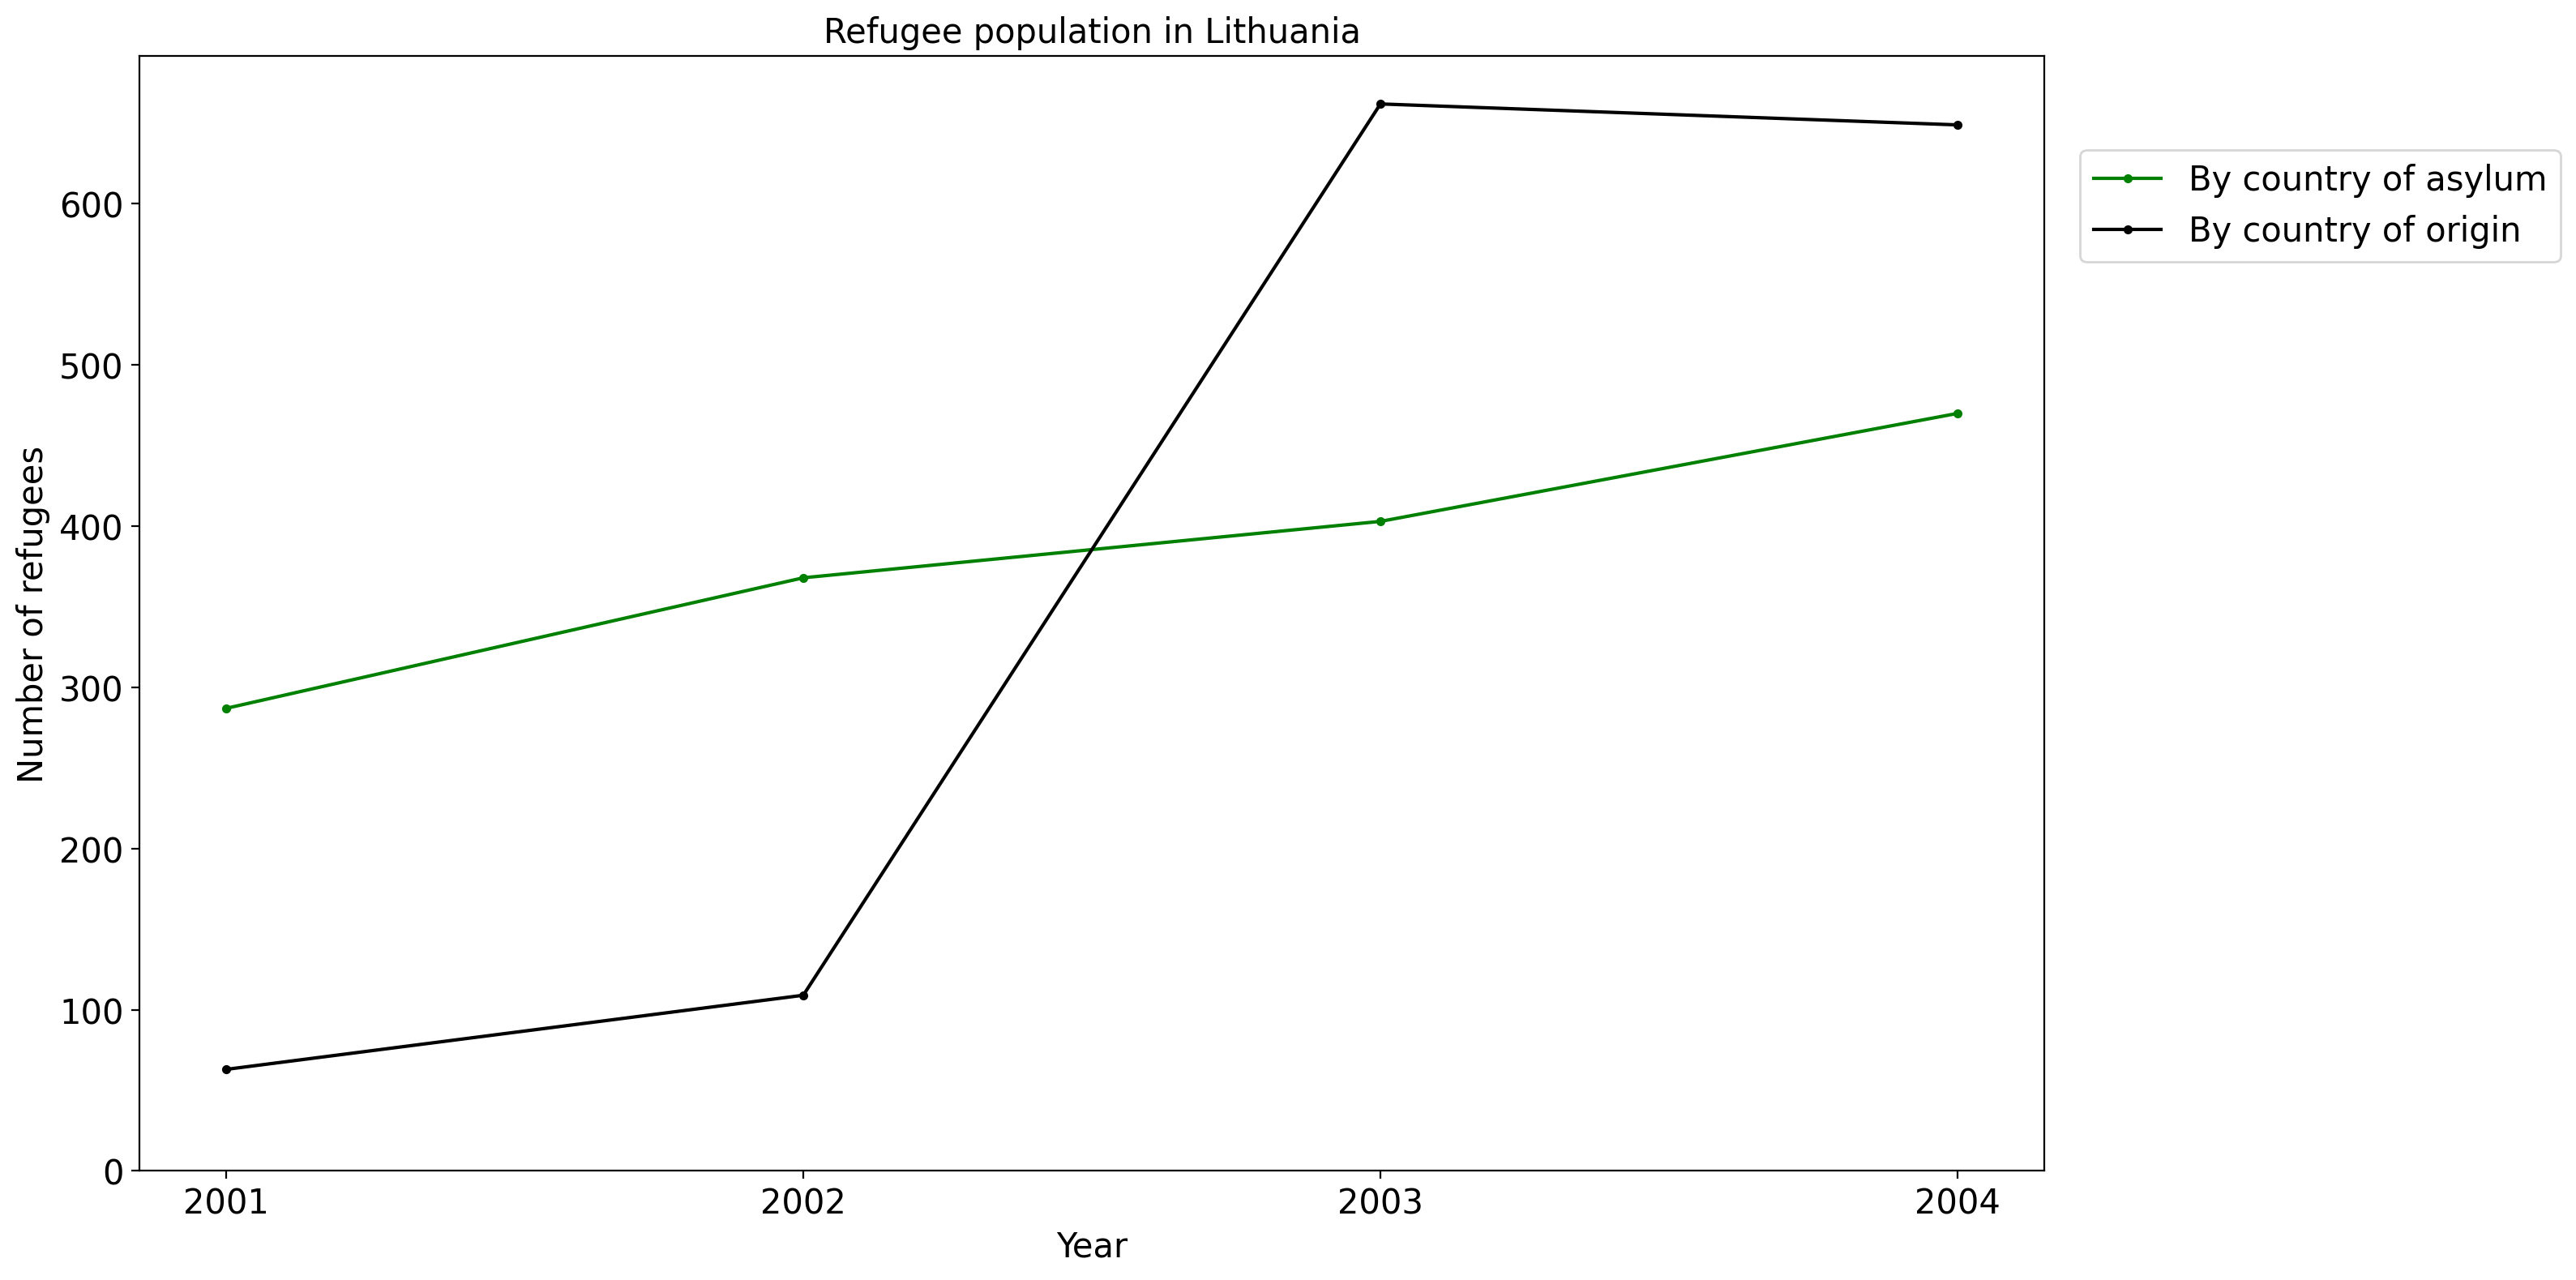 Refugee population in Lithuania
Number of refugees
600
500
400
300
200
100
0
2001
2002
2003
2004
Year
By country of asylum
By country of origin